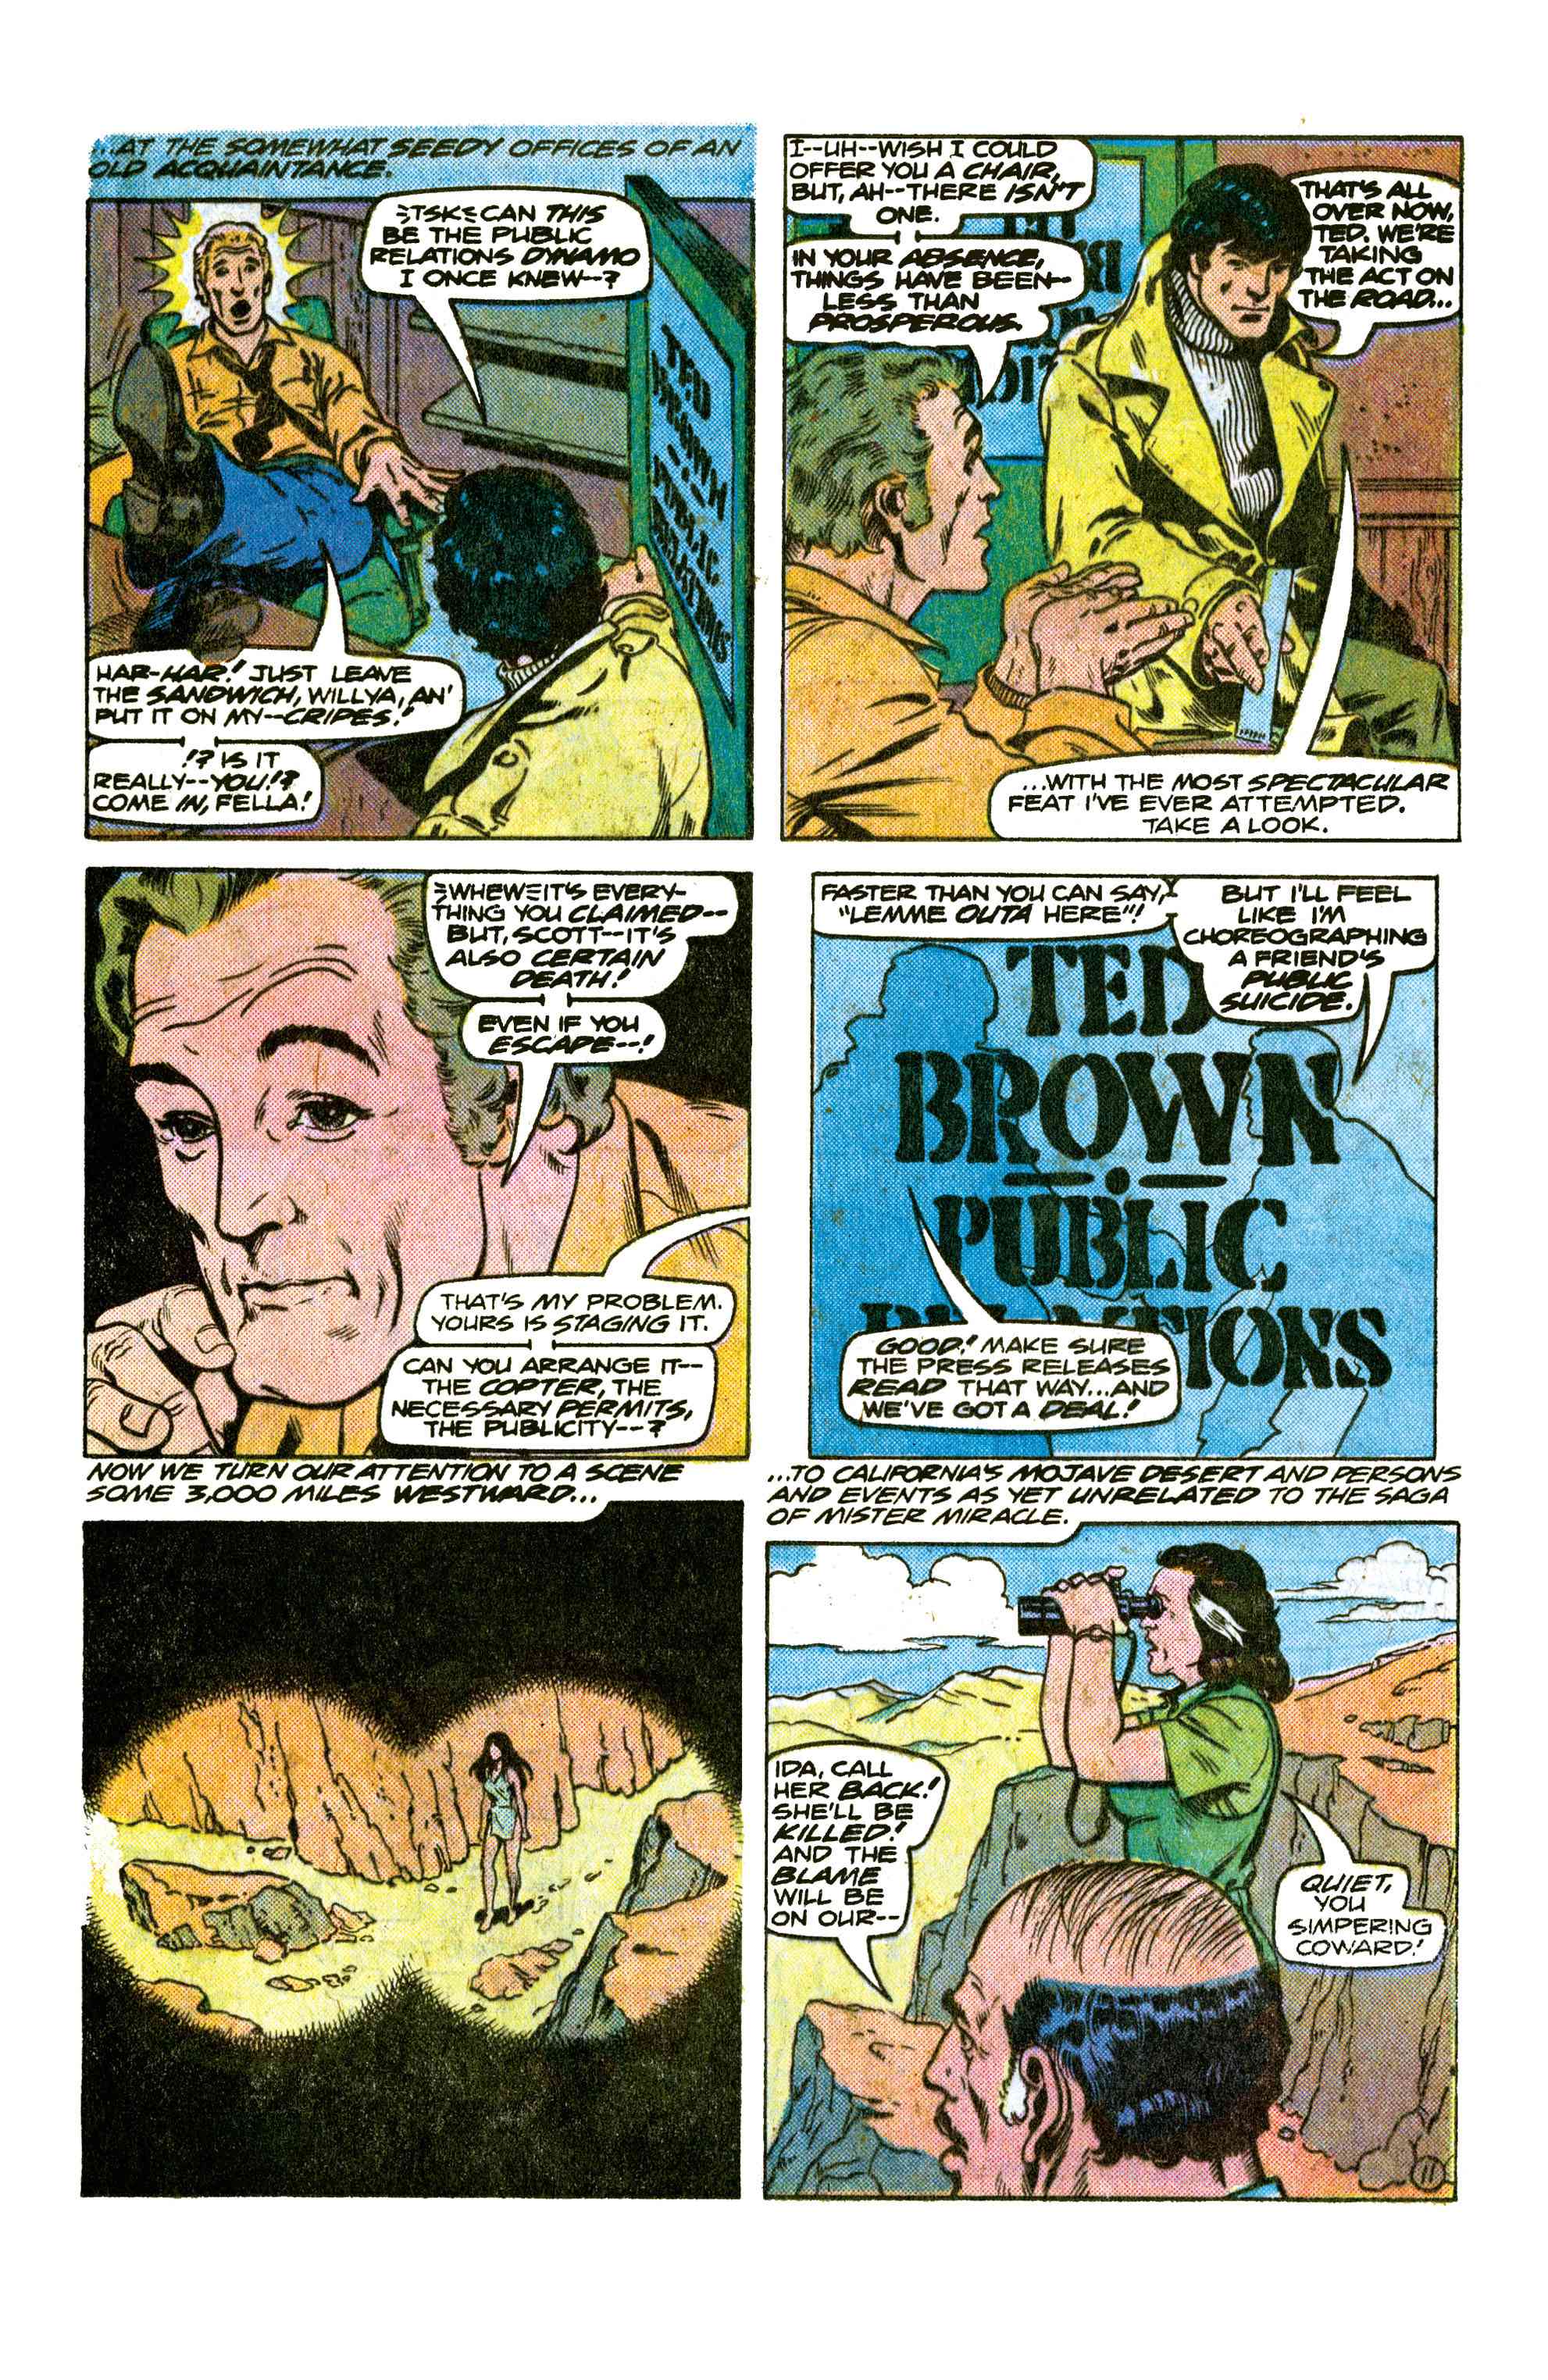 ...AT THE SOMEWHAT SEEDY OFFICES OF AN
OLD ACQUAINTANCE.
TSK CAN THIS
BE THE PUBLIC
RELATIONS DYNAMO
I ONCE KNEW--?
TED
BROWN
PUBLIC
RELATIONS
HAR-HAR! JUST LEAVE
THE SANDWICH, WILLYA, AN'
PUT IT ON MY--CRIPES!
!? IS IT
REALLY--YOU!?
COME IN, FELLA!
I--UH--WISH I COULD
OFFER YOU A CHAIR,
BUT, AH--THERE ISN'T
ONE.
IN YOUR ABSENCE,
THINGS HAVE BEEN--
LESS THAN
PROSPEROUS.
THAT'S ALL
OVER NOW,
TED. WE'RE
TAKING
THE ACT ON
THE ROAD...
...WITH THE MOST SPECTACULAR
FEAT I'VE EVER ATTEMPTED.
TAKE A LOOK.
WHEW IT'S EVERY-
THING YOU CLAIMED--
BUT, SCOTT--IT'S
ALSO CERTAIN
DEATH!
EVEN IF YOU
ESCAPE--!
THAT'S MY PROBLEM.
YOURS IS STAGING IT.
CAN YOU ARRANGE IT--
THE COPTER, THE
NECESSARY PERMITS,
THE PUBLICITY--?
FASTER THAN YOU CAN SAY,
"LEMME OUTA HERE"!
BUT I'LL FEEL
LIKE I'M
CHOREOGRAPHING
A FRIEND'S
PUBLIC
SUICIDE.
TED
BROWN
PUBLIC
RELATIONS
GOOD! MAKE SURE
THE PRESS RELEASES
READ THAT WAY...AND
WE'VE GOT A DEAL!
NOW WE TURN OUR ATTENTION TO A SCENE
SOME 3,000 MILES WESTWARD...
...TO CALIFORNIA'S MOJAVE DESERT AND PERSONS
AND EVENTS AS YET UNRELATED TO THE SAGA
OF MISTER MIRACLE.
IDA, CALL
HER BACK!
SHE'LL BE
KILLED!
AND THE
BLAME
WILL BE
ON OUR--
QUIET,
YOU
SIMPERING
COWARD!
11